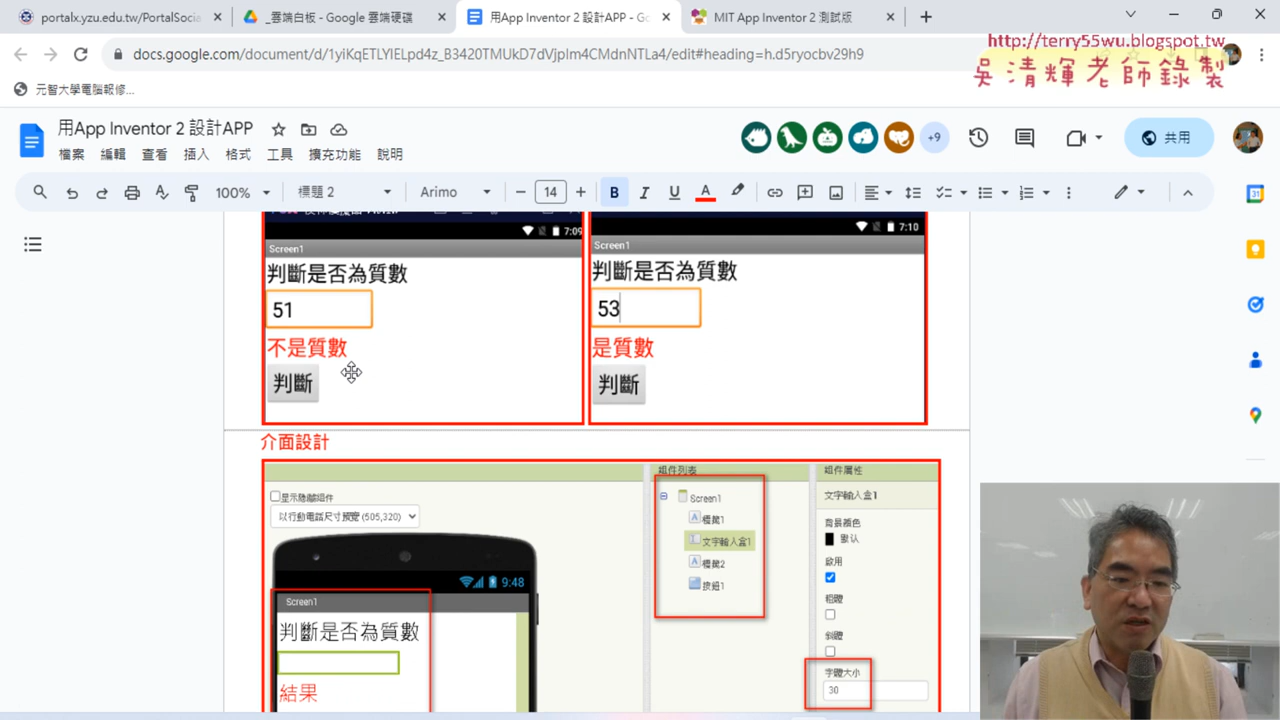 portalx.yzu.edu.tw/PortalSocia
_雲端白板 - Google 雲端硬碟
用App Inventor 2 設計APP - Go
MIT App Inventor 2 測試版
docs.google.com/document/d/1yiKqETLYlELpd4z_B3420TMUkD7dVjplm4CMdnNTLa4/edit#heading=h.d5ryocbv29h9
http://terry55wu.blogspot.tw
吳清輝老師錄製
元智大學電腦報修...
用App Inventor 2 設計APP
+9
共用
檔案 編輯 查看 插入 格式 工具 擴充功能 說明
100% 標題 2 Arimo 14 B I U A
7:09
7:10
Screen1
Screen1
判斷是否為質數
判斷是否為質數
51
53
不是質數
是質數
判斷
判斷
介面設計
組件列表
組件屬性
显示隐藏组件
Screen1
文字輸入盒1
以行動電話尺寸預覽 (505,320)
標籤1
背景顏色
文字輸入盒1
默认
標籤2
啟用
按鈕1
9:48
Screen1
粗體
判斷是否為質數
斜體
字體大小
結果
30